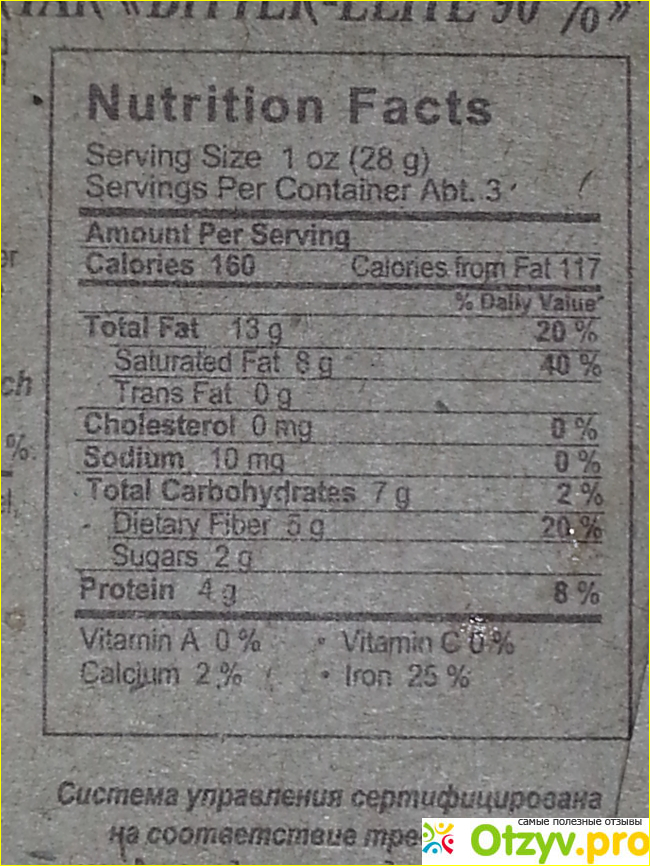 «BITTER-ELITE 90 %»
Nutrition Facts
Serving Size 1 oz (28 g)
Servings Per Container Abt. 3
Amount Per Serving
Calories 160 Calories from Fat 117
% Daily Value*
Total Fat 13 g 20 %
Saturated Fat 8 g 40 %
Trans Fat 0 g
Cholesterol 0 mg 0 %
Sodium 10 mg 0 %
Total Carbohydrates 7 g 2 %
Dietary Fiber 5 g 20 %
Sugars 2 g
Protein 4 g 8 %
Vitamin A 0 % • Vitamin C 0 %
Calcium 2 % • Iron 25 %
Система управления сертифицирована
на соответствие
самые полезные отзывы
Otzyv.pro